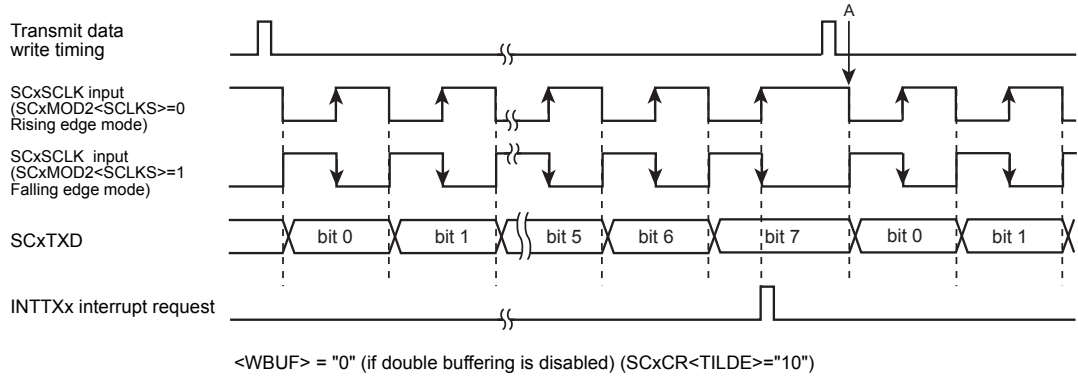 Transmit data
write timing
A
SCxSCLK input
(SCxMOD2<SCLKS>=0
Rising edge mode)
SCxSCLK input
(SCxMOD2<SCLKS>=1
Falling edge mode)
SCxTXD
bit 0
bit 1
bit 5
bit 6
bit 7
bit 0
bit 1
INTTXx interrupt request
<WBUF> = "0" (if double buffering is disabled) (SCxCR<TILDE>="10")